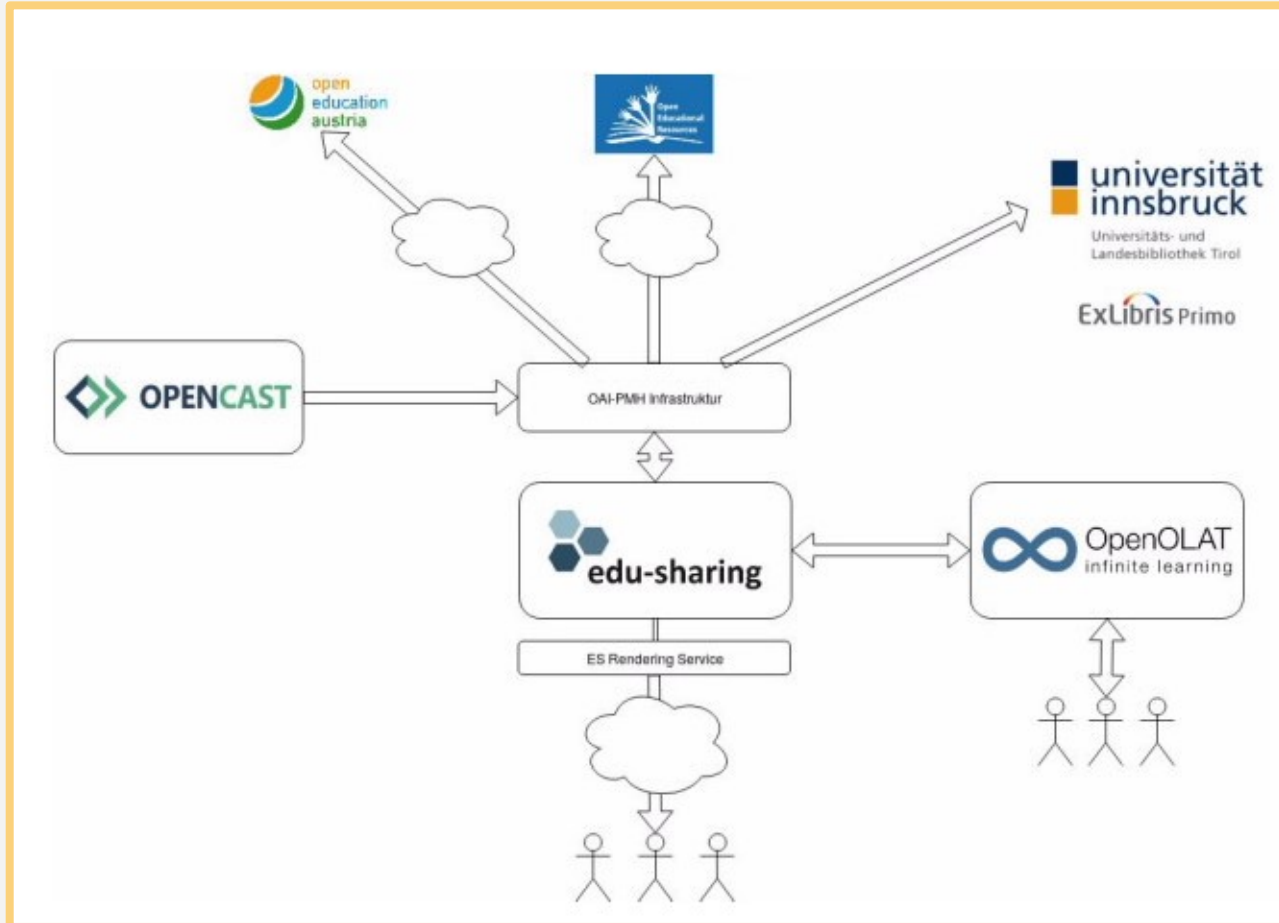 open
education
austria
Open
Educational
Resources
universität
innsbruck
Universitäts- und
Landesbibliothek Tirol
ExLibris Primo
OPENCAST
OAI-PMH Infrastruktur
edu-sharing
OpenOLAT
infinite learning
ES Rendering Service